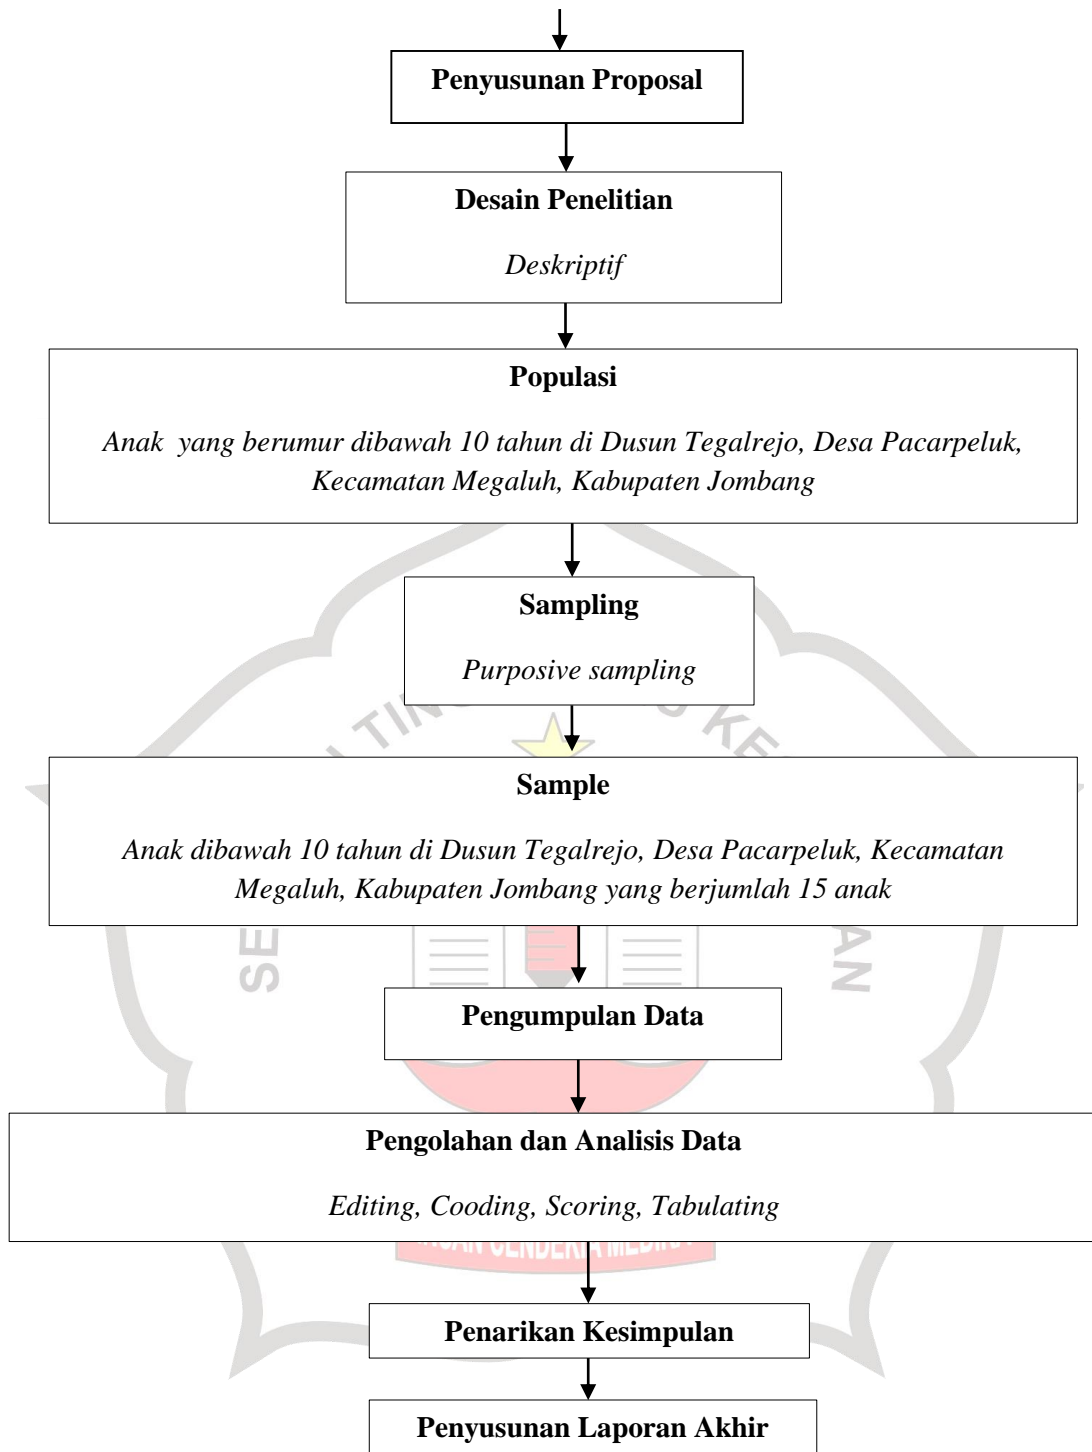 Penyusunan Proposal
Desain Penelitian
Deskriptif
Populasi
Anak yang berumur dibawah 10 tahun di Dusun Tegalrejo, Desa Pacarpeluk,
Kecamatan Megaluh, Kabupaten Jombang
Sampling
Purposive sampling
Sample
Anak dibawah 10 tahun di Dusun Tegalrejo, Desa Pacarpeluk, Kecamatan
Megaluh, Kabupaten Jombang yang berjumlah 15 anak
Pengumpulan Data
Pengolahan dan Analisis Data
Editing, Cooding, Scoring, Tabulating
Penarikan Kesimpulan
Penyusunan Laporan Akhir